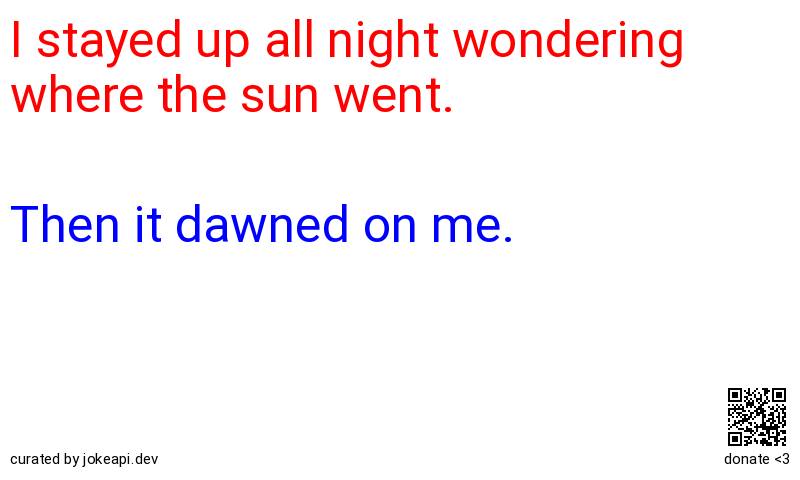 I stayed up all night wondering
where the sun went.
Then it dawned on me.
curated by jokeapi.dev
donate <3